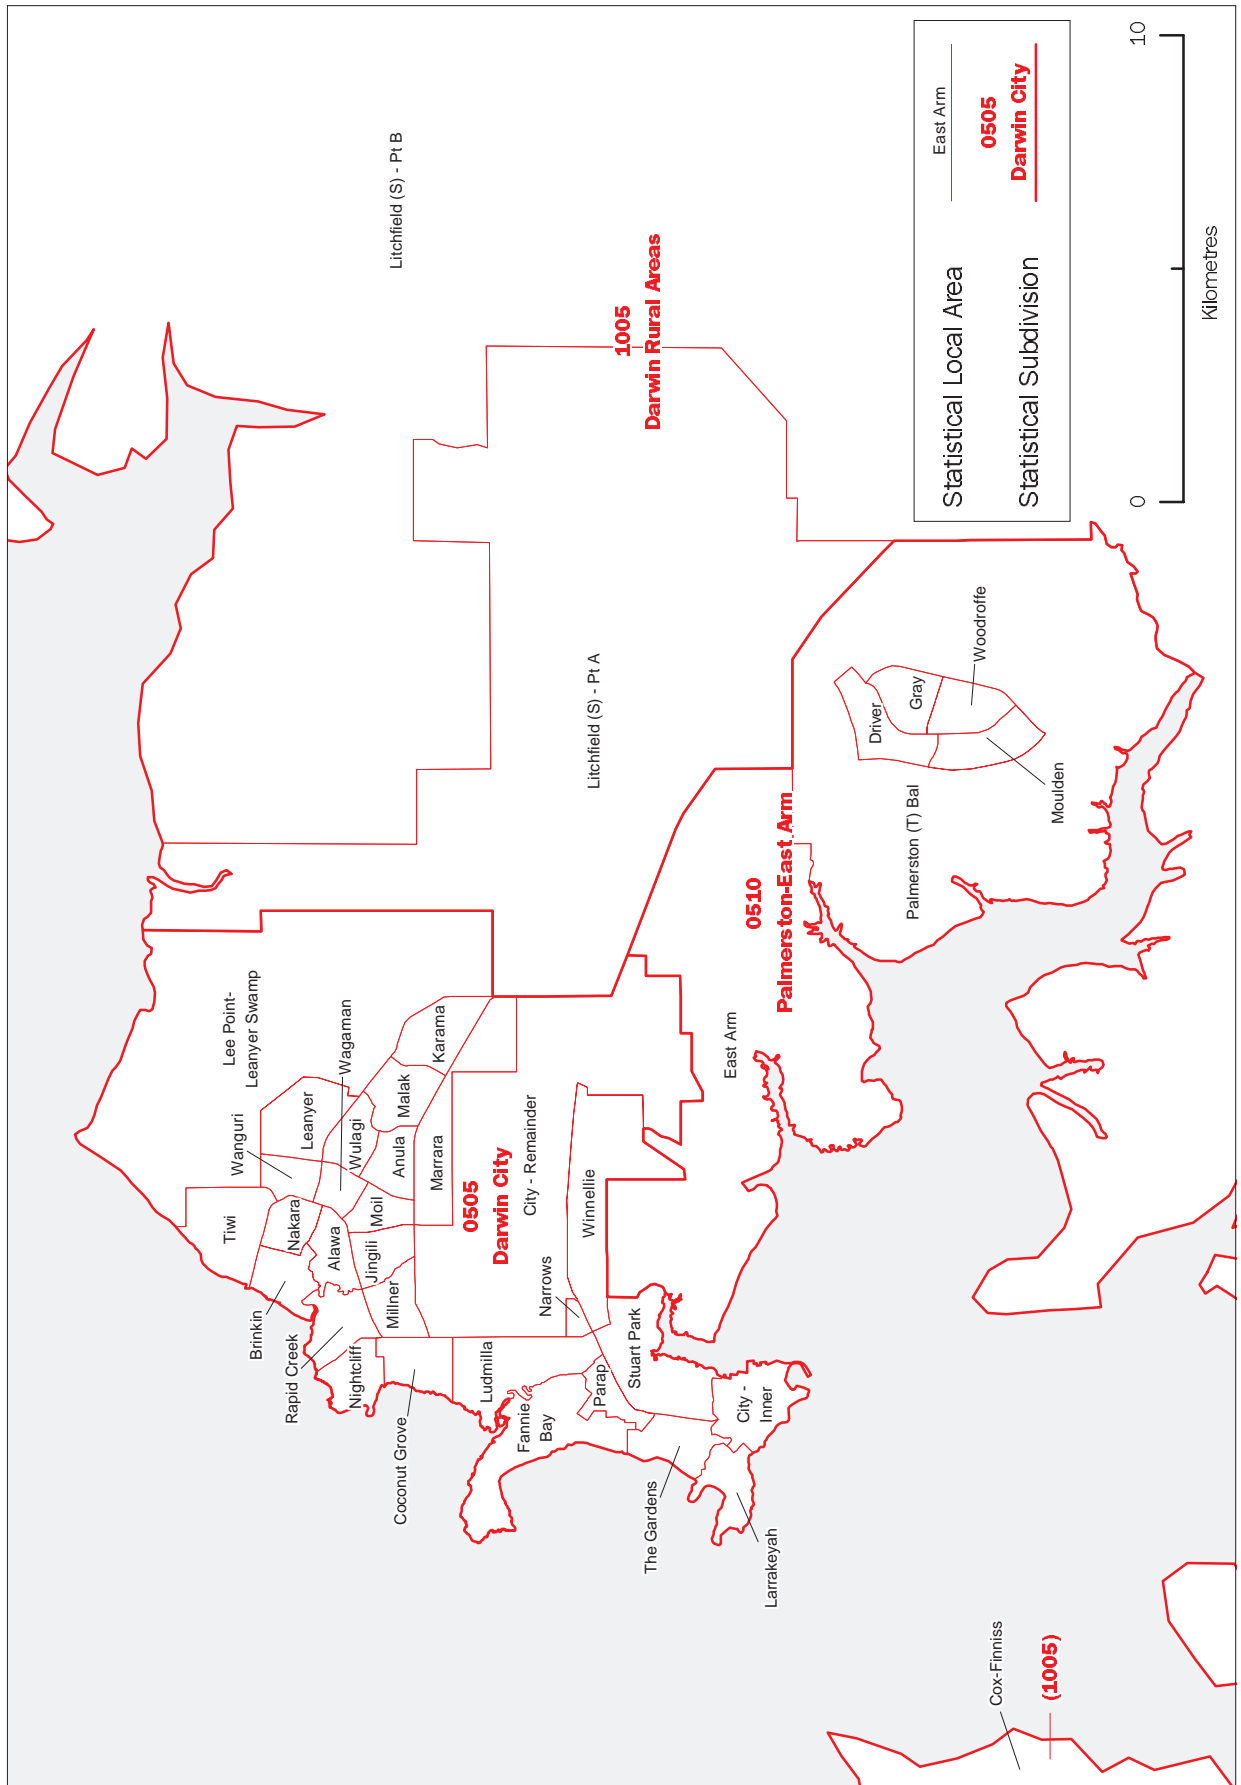 Lee Point-
Leanyer Swamp
Tiwi
Wanguri
Leanyer
Brinkin
Nakara
Wagaman
Rapid Creek
Alawa
Wulagi
Nightcliff
Jingili
Moil
Anula
Malak
Karama
Coconut Grove
Millner
Marrara
Ludmilla
0505
Darwin City
City - Remainder
Fannie
Bay
Narrows
Winnellie
Parap
Stuart Park
The Gardens
City -
Inner
Larrakeyah
East Arm
0510
Palmerston-East Arm
Litchfield (S) - Pt A
Litchfield (S) - Pt B
1005
Darwin Rural Areas
Driver
Gray
Woodroffe
Moulden
Palmerston (T) Bal
Cox-Finniss
(1005)
Statistical Local Area
East Arm
Statistical Subdivision
0505
Darwin City
0
10
Kilometres